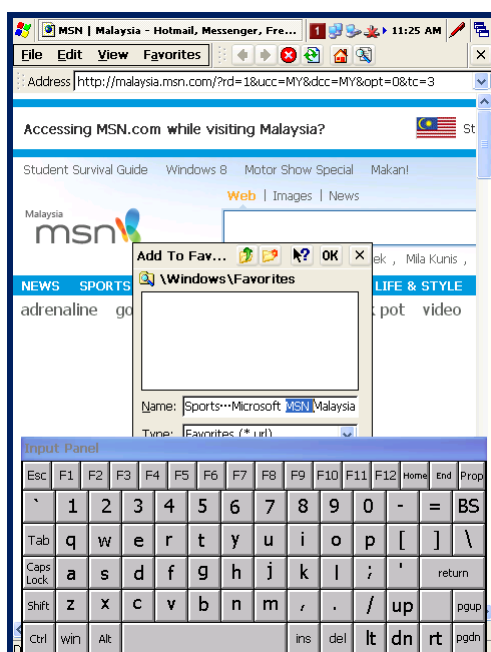 MSN | Malaysia - Hotmail, Messenger, Fre... 1 11:25 AM
File Edit View Favorites
Address http://malaysia.msn.com/?rd=1&ucc=MY&dcc=MY&opt=0&tc=3
Accessing MSN.com while visiting Malaysia? St
Student Survival Guide Windows 8 Motor Show Special Makan!
Web | Images | News
Malaysia
msn
Add To Fav... OK
ek , Mila Kunis ,
\Windows\Favorites
NEWS SPORTS LIFE & STYLE
adrenaline go pot video
Name: Sports···Microsoft MSN Malaysia
Type: Favorites (*.url)
Input Panel
Esc F1 F2 F3 F4 F5 F6 F7 F8 F9 F10 F11 F12 Home End Prop
` 1 2 3 4 5 6 7 8 9 0 - = BS
Tab q w e r t y u i o p [ ] \
Caps Lock a s d f g h j k l ; ' return
Shift z x c v b n m , . / up pgup
Ctrl win Alt ins del lt dn rt pgdn